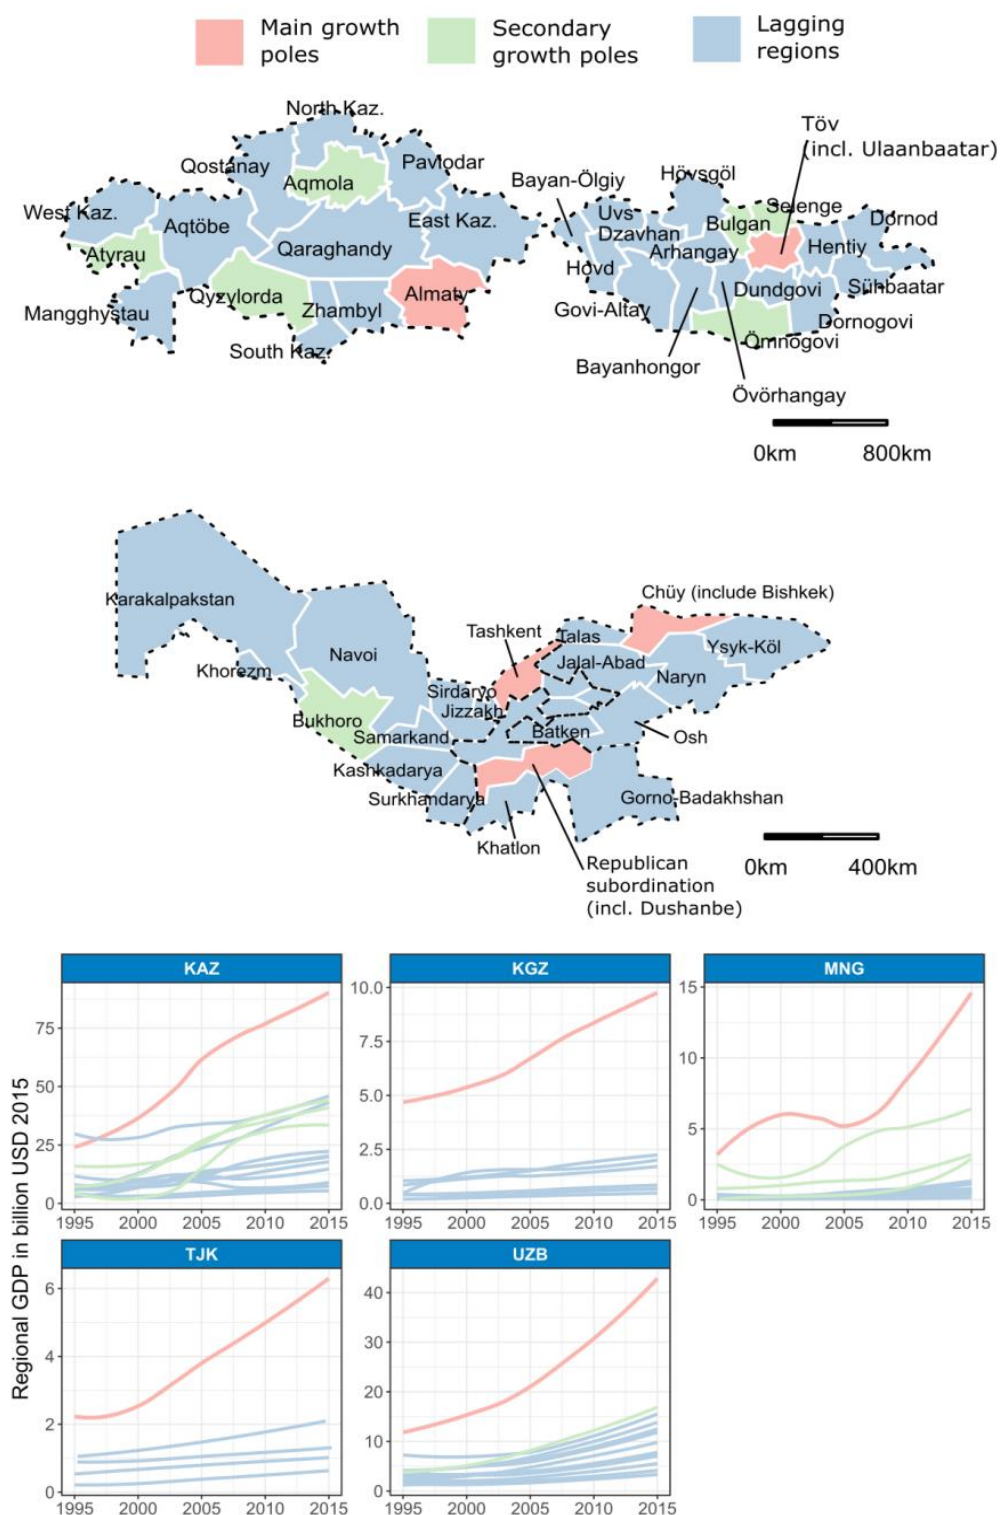 Main growth
poles
Secondary
growth poles
Lagging
regions
North Kaz.
Töv
(incl. Ulaanbaatar)
Qostanay
Pavlodar
Aqmola
Bayan-Ölgiy
Hövsgöl
West Kaz.
Aqtöbe
East Kaz.
Uvs
Bulgan
Selenge
Dornod
Dzavhan
Qaraghandy
Arhangay
Hentiy
Atyrau
Hovd
Almaty
Qyzylorda
Dundgovi
Sühbaatar
Mangghystau
Zhambyl
Govi-Altay
Dornogovi
South Kaz.
Ömnogovi
Bayanhongor
Övörhangay
0km
800km
Karakalpakstan
Chüy (include Bishkek)
Tashkent
Talas
Navoi
Jalal-Abad
Ysyk-Köl
Khorezm
Naryn
Sirdaryo
Jizzakh
Bukhoro
Samarkand
Batken
Osh
Kashkadarya
Surkhandarya
Gorno-Badakhshan
Khatlon
0km
400km
Republican
subordination
(incl. Dushanbe)
Regional GDP in billion USD 2015
KAZ
75
50
25
0
1995 2000 2005 2010 2015
KGZ
10.0
7.5
5.0
2.5
0.0
1995 2000 2005 2010 2015
MNG
15
10
5
0
1995 2000 2005 2010 2015
TJK
6
4
2
0
1995 2000 2005 2010 2015
UZB
40
30
20
10
0
1995 2000 2005 2010 2015